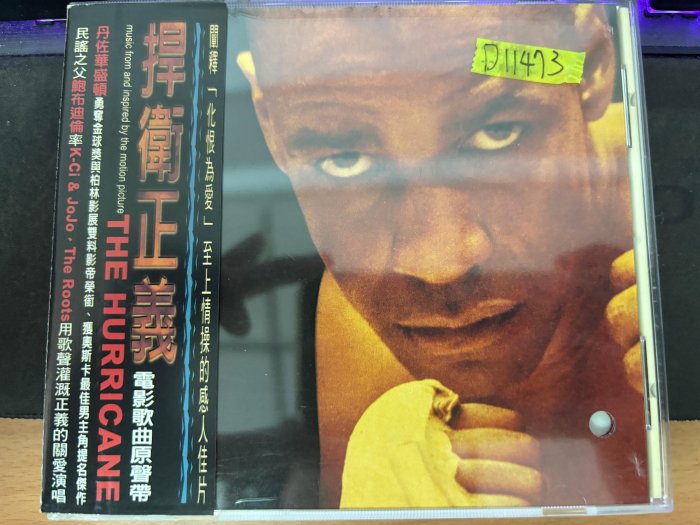 闡釋「化恨為愛」至上情操的感人佳片
捍衛正義
電影歌曲原聲帶
music from and inspired by the motion picture
THE HURRICANE
丹佐華盛頓勇奪金球獎與柏林影展雙料影帝榮銜、獲奧斯卡最佳男主角提名傑作
民謠之父鮑布迪倫率K-Ci & JoJo、The Roots用歌聲灌溉正義的關愛演唱
D11473